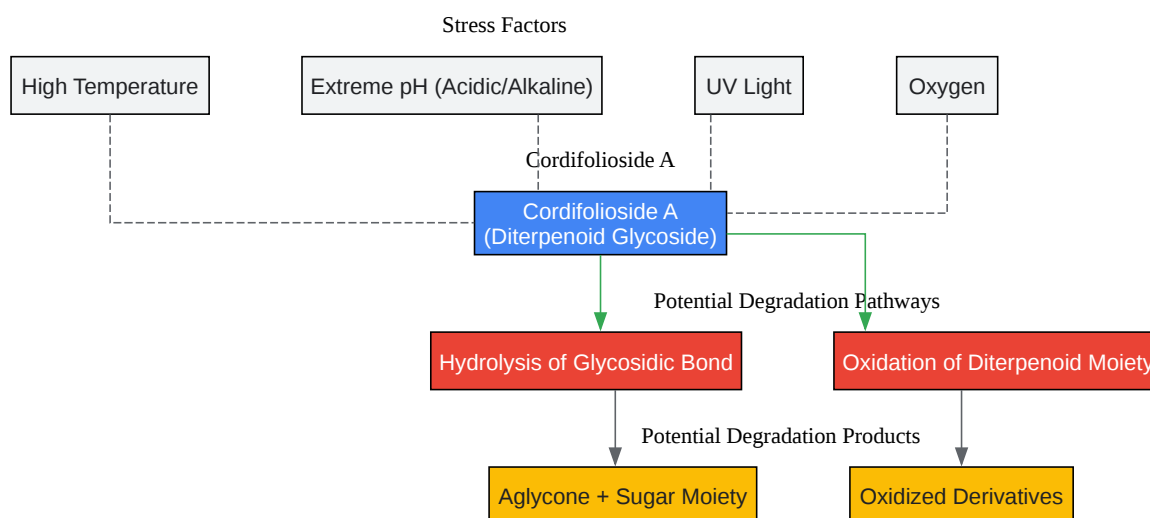 Stress Factors
High Temperature
Extreme pH (Acidic/Alkaline)
UV Light
Oxygen
Cordifolioside A
Cordifolioside A
(Diterpenoid Glycoside)
Potential Degradation Pathways
Hydrolysis of Glycosidic Bond
Oxidation of Diterpenoid Moiety
Potential Degradation Products
Aglycone + Sugar Moiety
Oxidized Derivatives